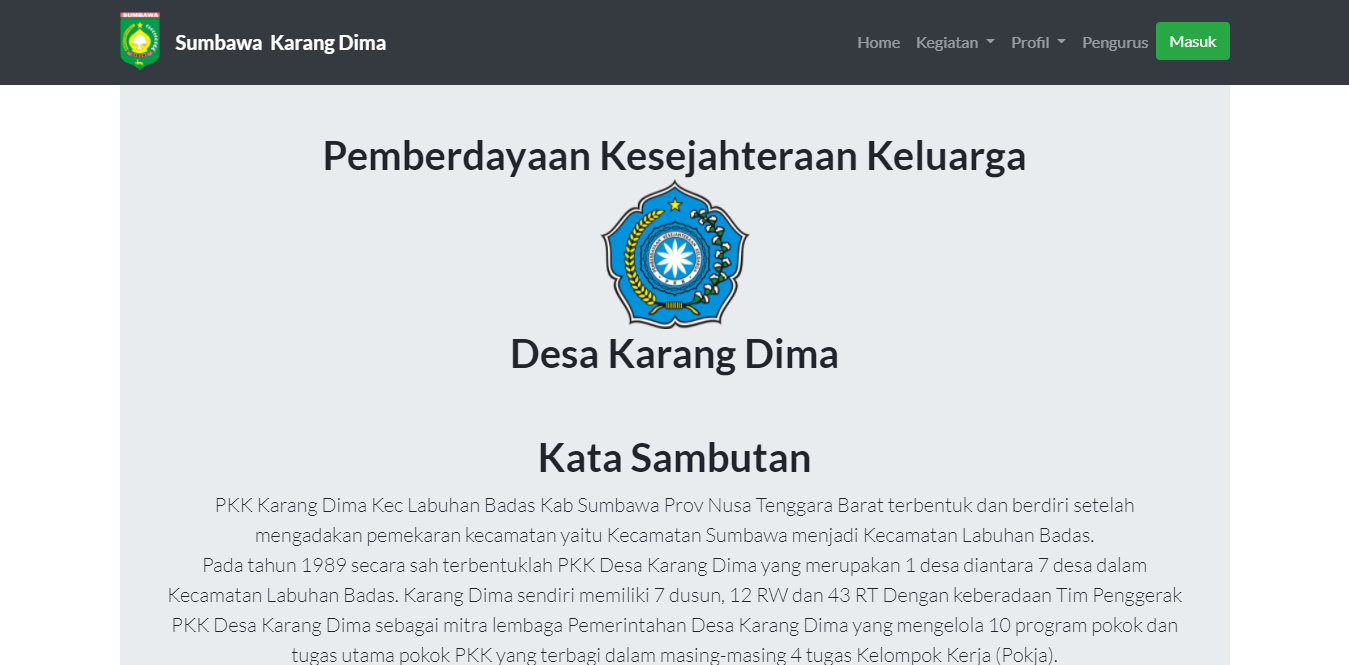 SUMBAWA
Sumbawa Karang Dima
Home Kegiatan Profil Pengurus Masuk
Pemberdayaan Kesejahteraan Keluarga
Desa Karang Dima
Kata Sambutan
PKK Karang Dima Kec Labuhan Badas Kab Sumbawa Prov Nusa Tenggara Barat terbentuk dan berdiri setelah
mengadakan pemekaran kecamatan yaitu Kecamatan Sumbawa menjadi Kecamatan Labuhan Badas.
Pada tahun 1989 secara sah terbentuklah PKK Desa Karang Dima yang merupakan 1 desa diantara 7 desa dalam
Kecamatan Labuhan Badas. Karang Dima sendiri memiliki 7 dusun, 12 RW dan 43 RT Dengan keberadaan Tim Penggerak
PKK Desa Karang Dima sebagai mitra lembaga Pemerintahan Desa Karang Dima yang mengelola 10 program pokok dan
tugas utama pokok PKK yang terbagi dalam masing-masing 4 tugas Kelompok Kerja (Pokja).